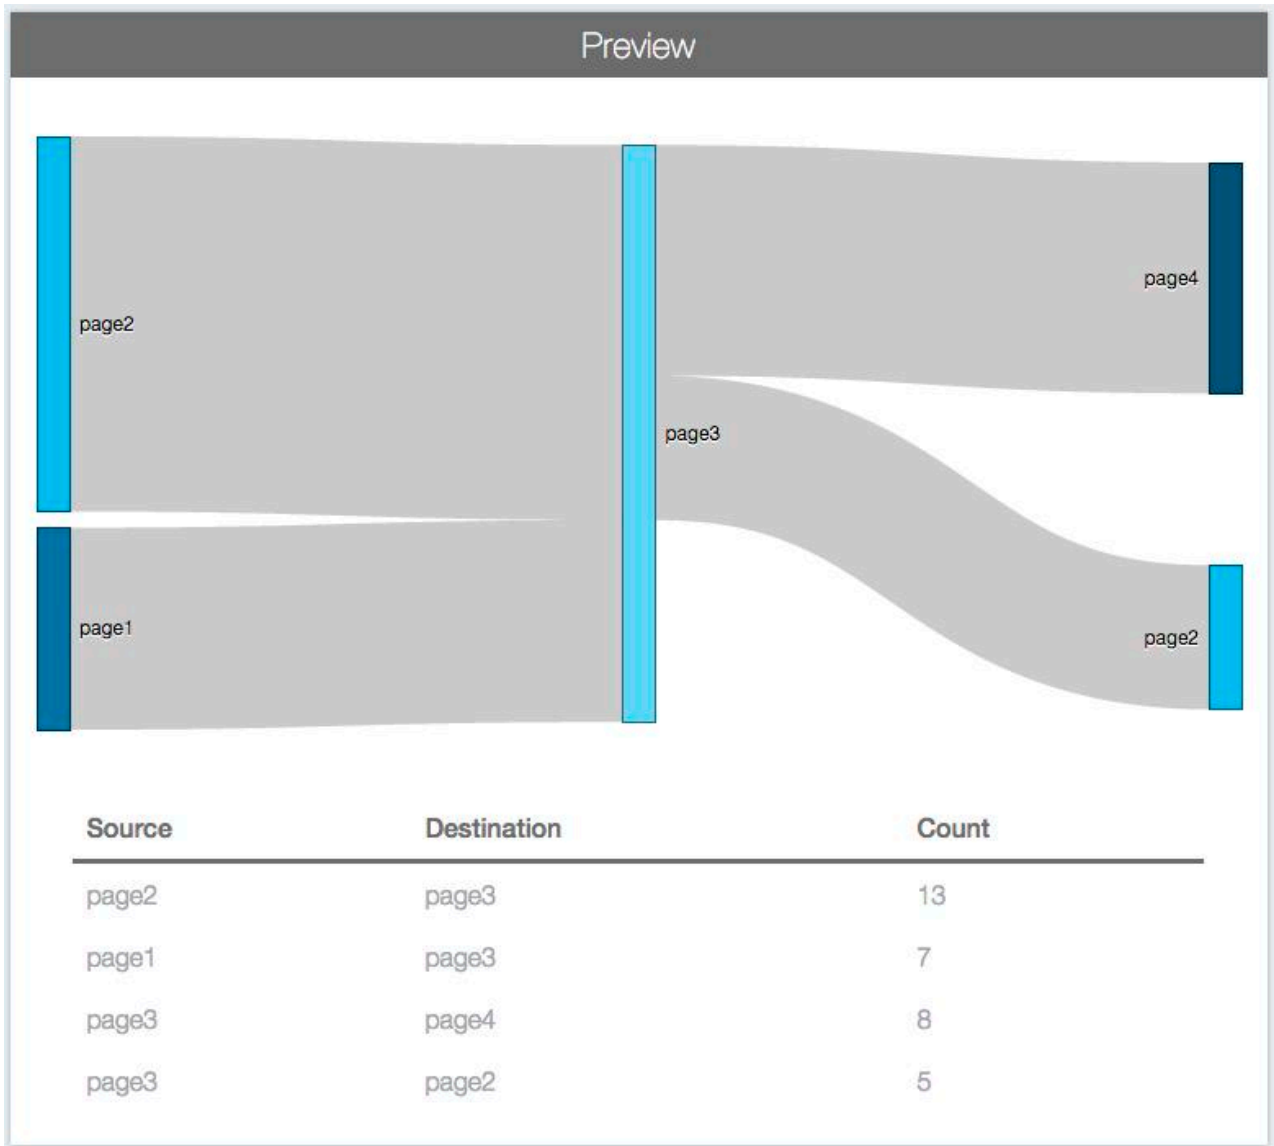 Preview
page4
page2
page3
page1
page2
Source Destination Count
page2 page3 13
page1 page3 7
page3 page4 8
page3 page2 5